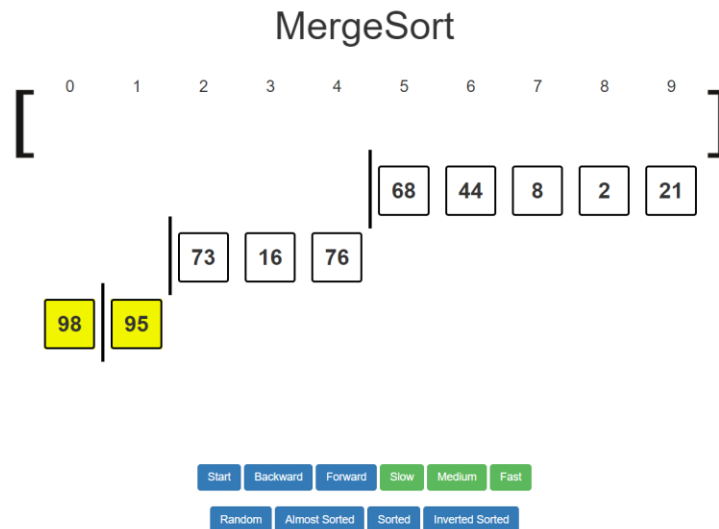 MergeSort
0 1 2 3 4 5 6 7 8 9
[ ]
68 44 8 2 21
73 16 76
98 95
Start Backward Forward Slow Medium Fast
Random Almost Sorted Sorted Inverted Sorted